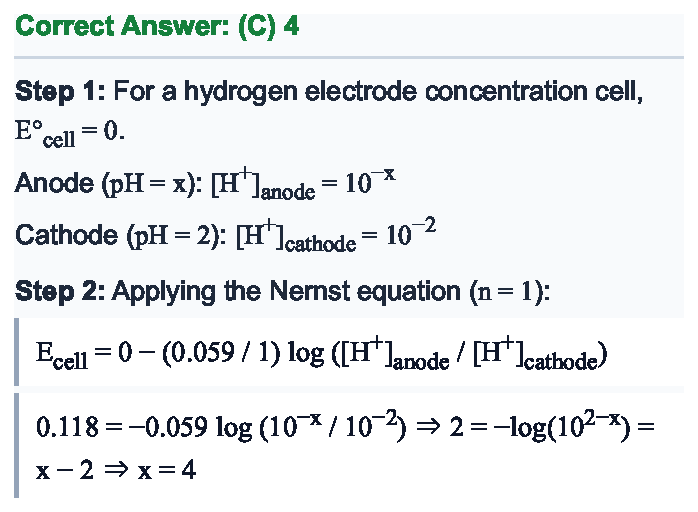 Correct Answer: (C) 4
Step 1: For a hydrogen electrode concentration cell,
E°cell = 0.
Anode (pH = x): [H⁺]anode = 10⁻ˣ
Cathode (pH = 2): [H⁺]cathode = 10⁻²
Step 2: Applying the Nernst equation (n = 1):
Ecell = 0 − (0.059 / 1) log ([H⁺]anode / [H⁺]cathode)
0.118 = −0.059 log (10⁻ˣ / 10⁻²) ⇒ 2 = −log(10²⁻ˣ) =
x − 2 ⇒ x = 4